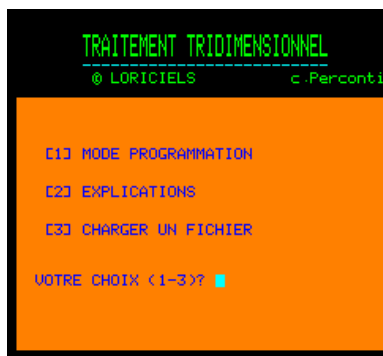 TRAITEMENT TRIDIMENSIONNEL
@ LORICIELS c.Perconti
[1] MODE PROGRAMMATION
[2] EXPLICATIONS
[3] CHARGER UN FICHIER
VOTRE CHOIX (1-3)?